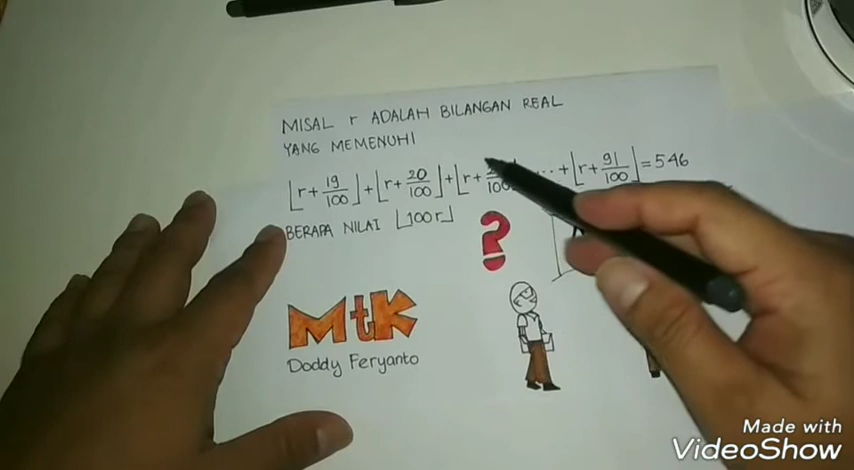 MISAL r ADALAH BILANGAN REAL
YANG MEMENUHI
⌊r + 19/100⌋ + ⌊r + 20/100⌋ + ⌊r + /100 ⋯ + ⌊r + 91/100⌋ = 546
BERAPA NILAI ⌊100r⌋
?
MtK
Doddy Feryanto
Made with
VideoShow